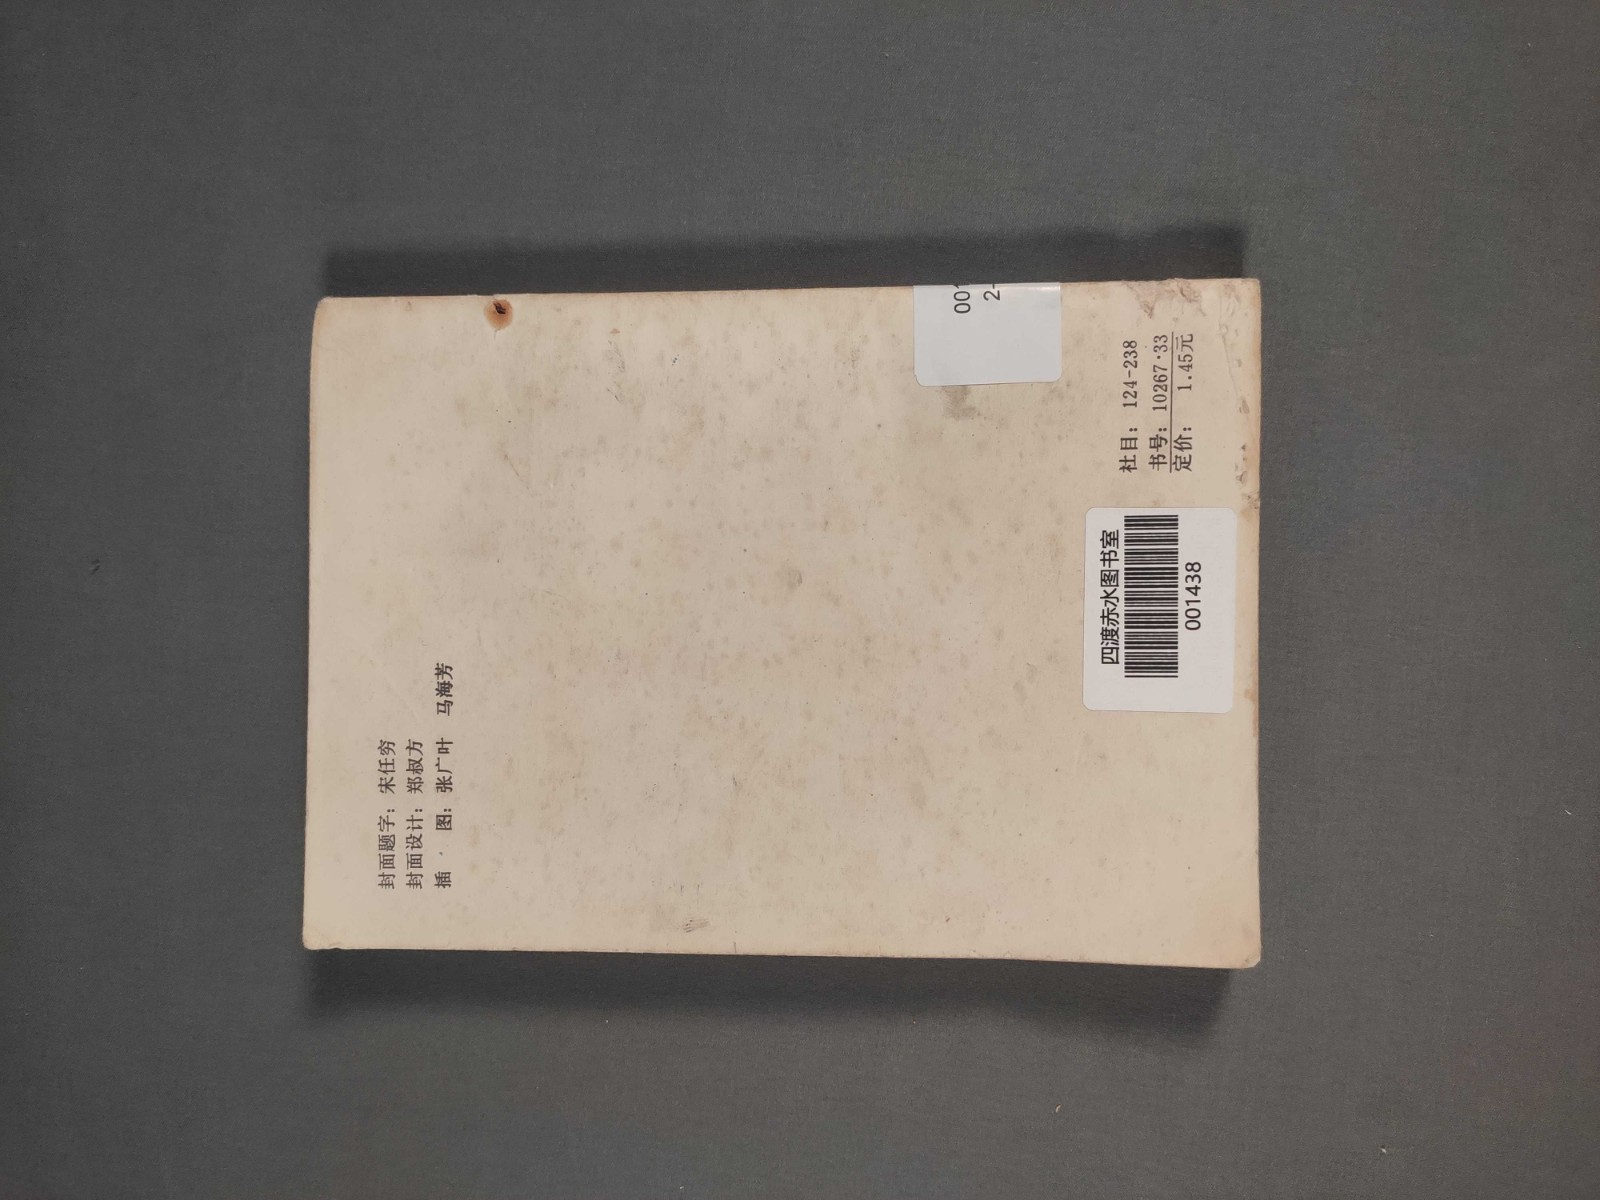 封面题字：宋任穷
封面设计：郑叔方
插 图：张广叶 马海芳
001
2-
社目：124-238
书号：10267·33
定价：1.45元
四渡赤水图书室
001438